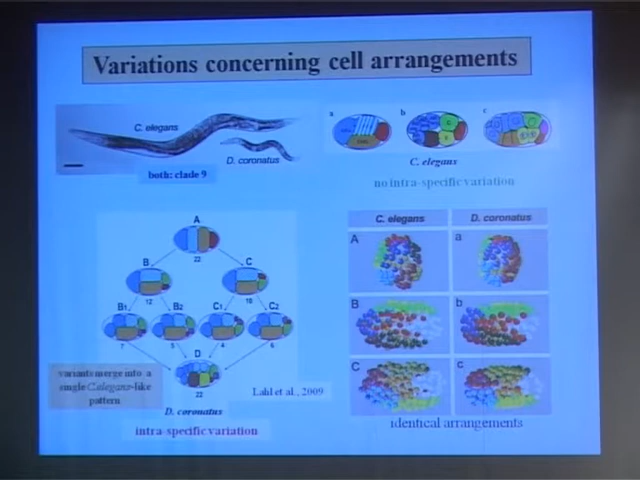 Variations concerning cell arrangements
C. elegans
D. coronatus
both: clade 9
a
b
c
C. elegans
no intra-specific variation
A
22
B
C
12
10
B1
B2
C1
C2
7
5
4
6
D
22
variants merge into a
single C.elegans-like
pattern
D. coronatus
Lahl et al., 2009
intra-specific variation
C. elegans
D. coronatus
A
a
B
b
C
c
identical arrangements